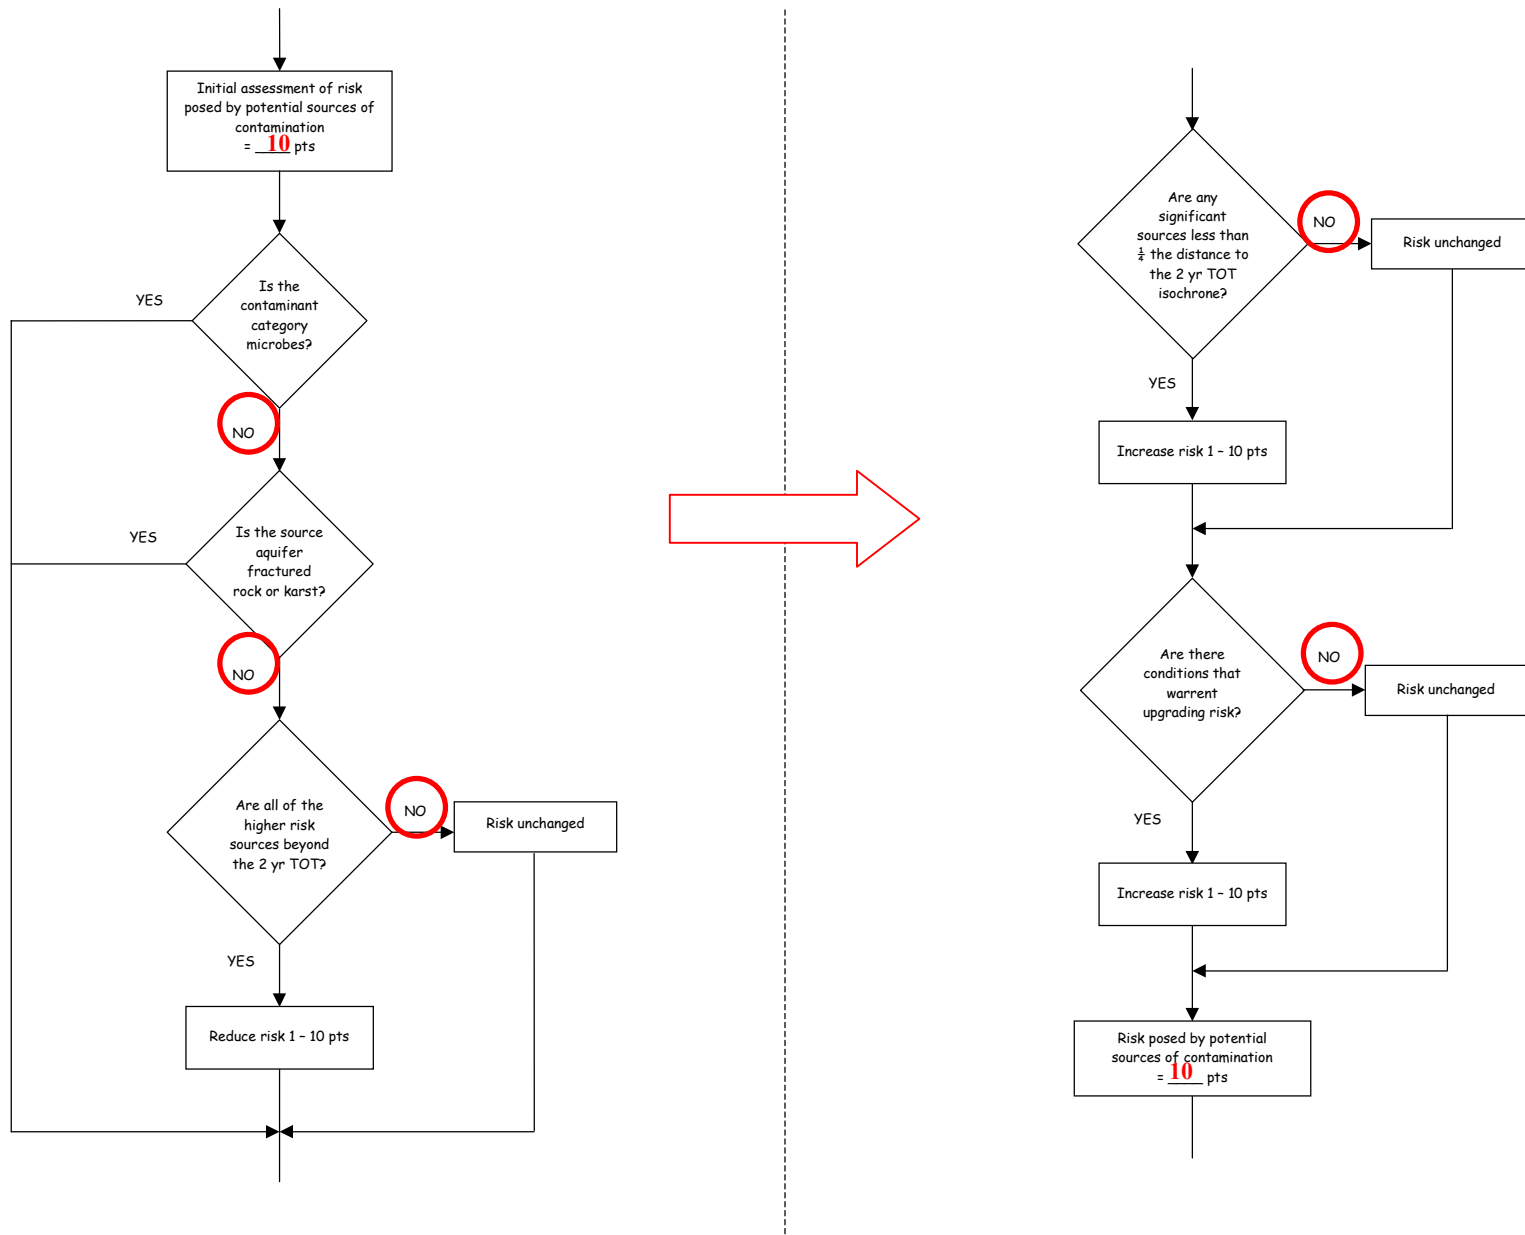 Initial assessment of risk
posed by potential sources of
contamination
= 10 pts
Is the
contaminant
category
microbes?
YES
NO
Is the source
aquifer
fractured
rock or karst?
YES
NO
Are all of the
higher risk
sources beyond
the 2 yr TOT?
NO
Risk unchanged
YES
Reduce risk 1 – 10 pts
Are any
significant
sources less than
¼ the distance to
the 2 yr TOT
isochrone?
NO
Risk unchanged
YES
Increase risk 1 – 10 pts
Are there
conditions that
warrent
upgrading risk?
NO
Risk unchanged
YES
Increase risk 1 – 10 pts
Risk posed by potential
sources of contamination
= 10 pts